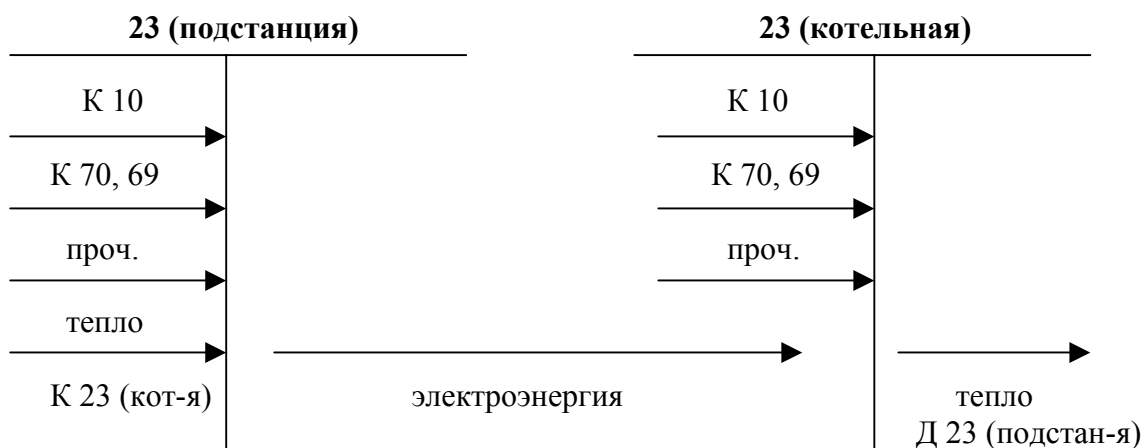 23 (подстанция)
23 (котельная)
К 10
К 10
К 70, 69
К 70, 69
проч.
проч.
тепло
К 23 (кот-я)
электроэнергия
тепло
Д 23 (подстан-я)